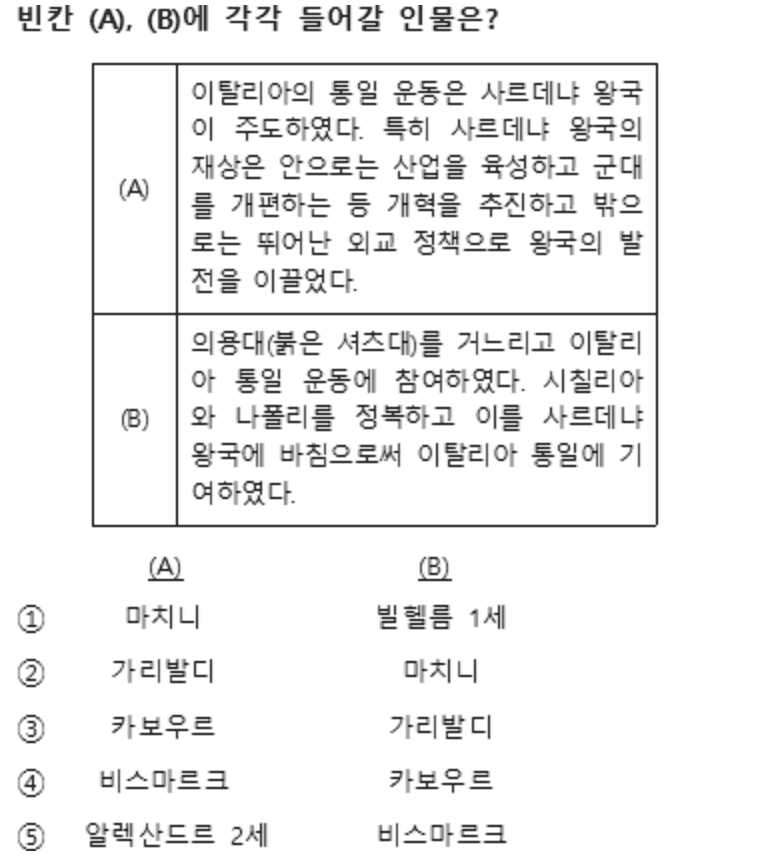 빈칸 (A), (B)에 각각 들어갈 인물은?
(A)
이탈리아의 통일 운동은 사르데냐 왕국
이 주도하였다. 특히 사르데냐 왕국의
재상은 안으로는 산업을 육성하고 군대
를 개편하는 등 개혁을 추진하고 밖으
로는 뛰어난 외교 정책으로 왕국의 발
전을 이끌었다.
(B)
의용대(붉은 셔츠대)를 거느리고 이탈리
아 통일 운동에 참여하였다. 시칠리아
와 나폴리를 정복하고 이를 사르데냐
왕국에 바침으로써 이탈리아 통일에 기
여하였다.
(A) (B)
① 마치니 빌헬름 1세
② 가리발디 마치니
③ 카보우르 가리발디
④ 비스마르크 카보우르
⑤ 알렉산드르 2세 비스마르크